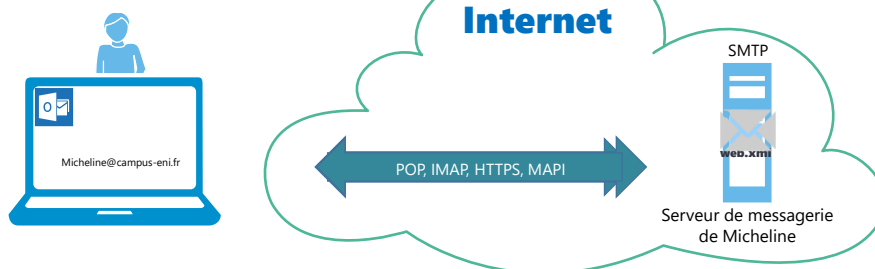 Internet
SMTP
o
Micheline@campus-eni.fr
POP, IMAP, HTTPS, MAPI
web.xml
Serveur de messagerie
de Micheline